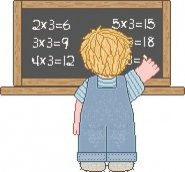 2x3=6
3x3=9
4x3=12
5x3=15
=18
=